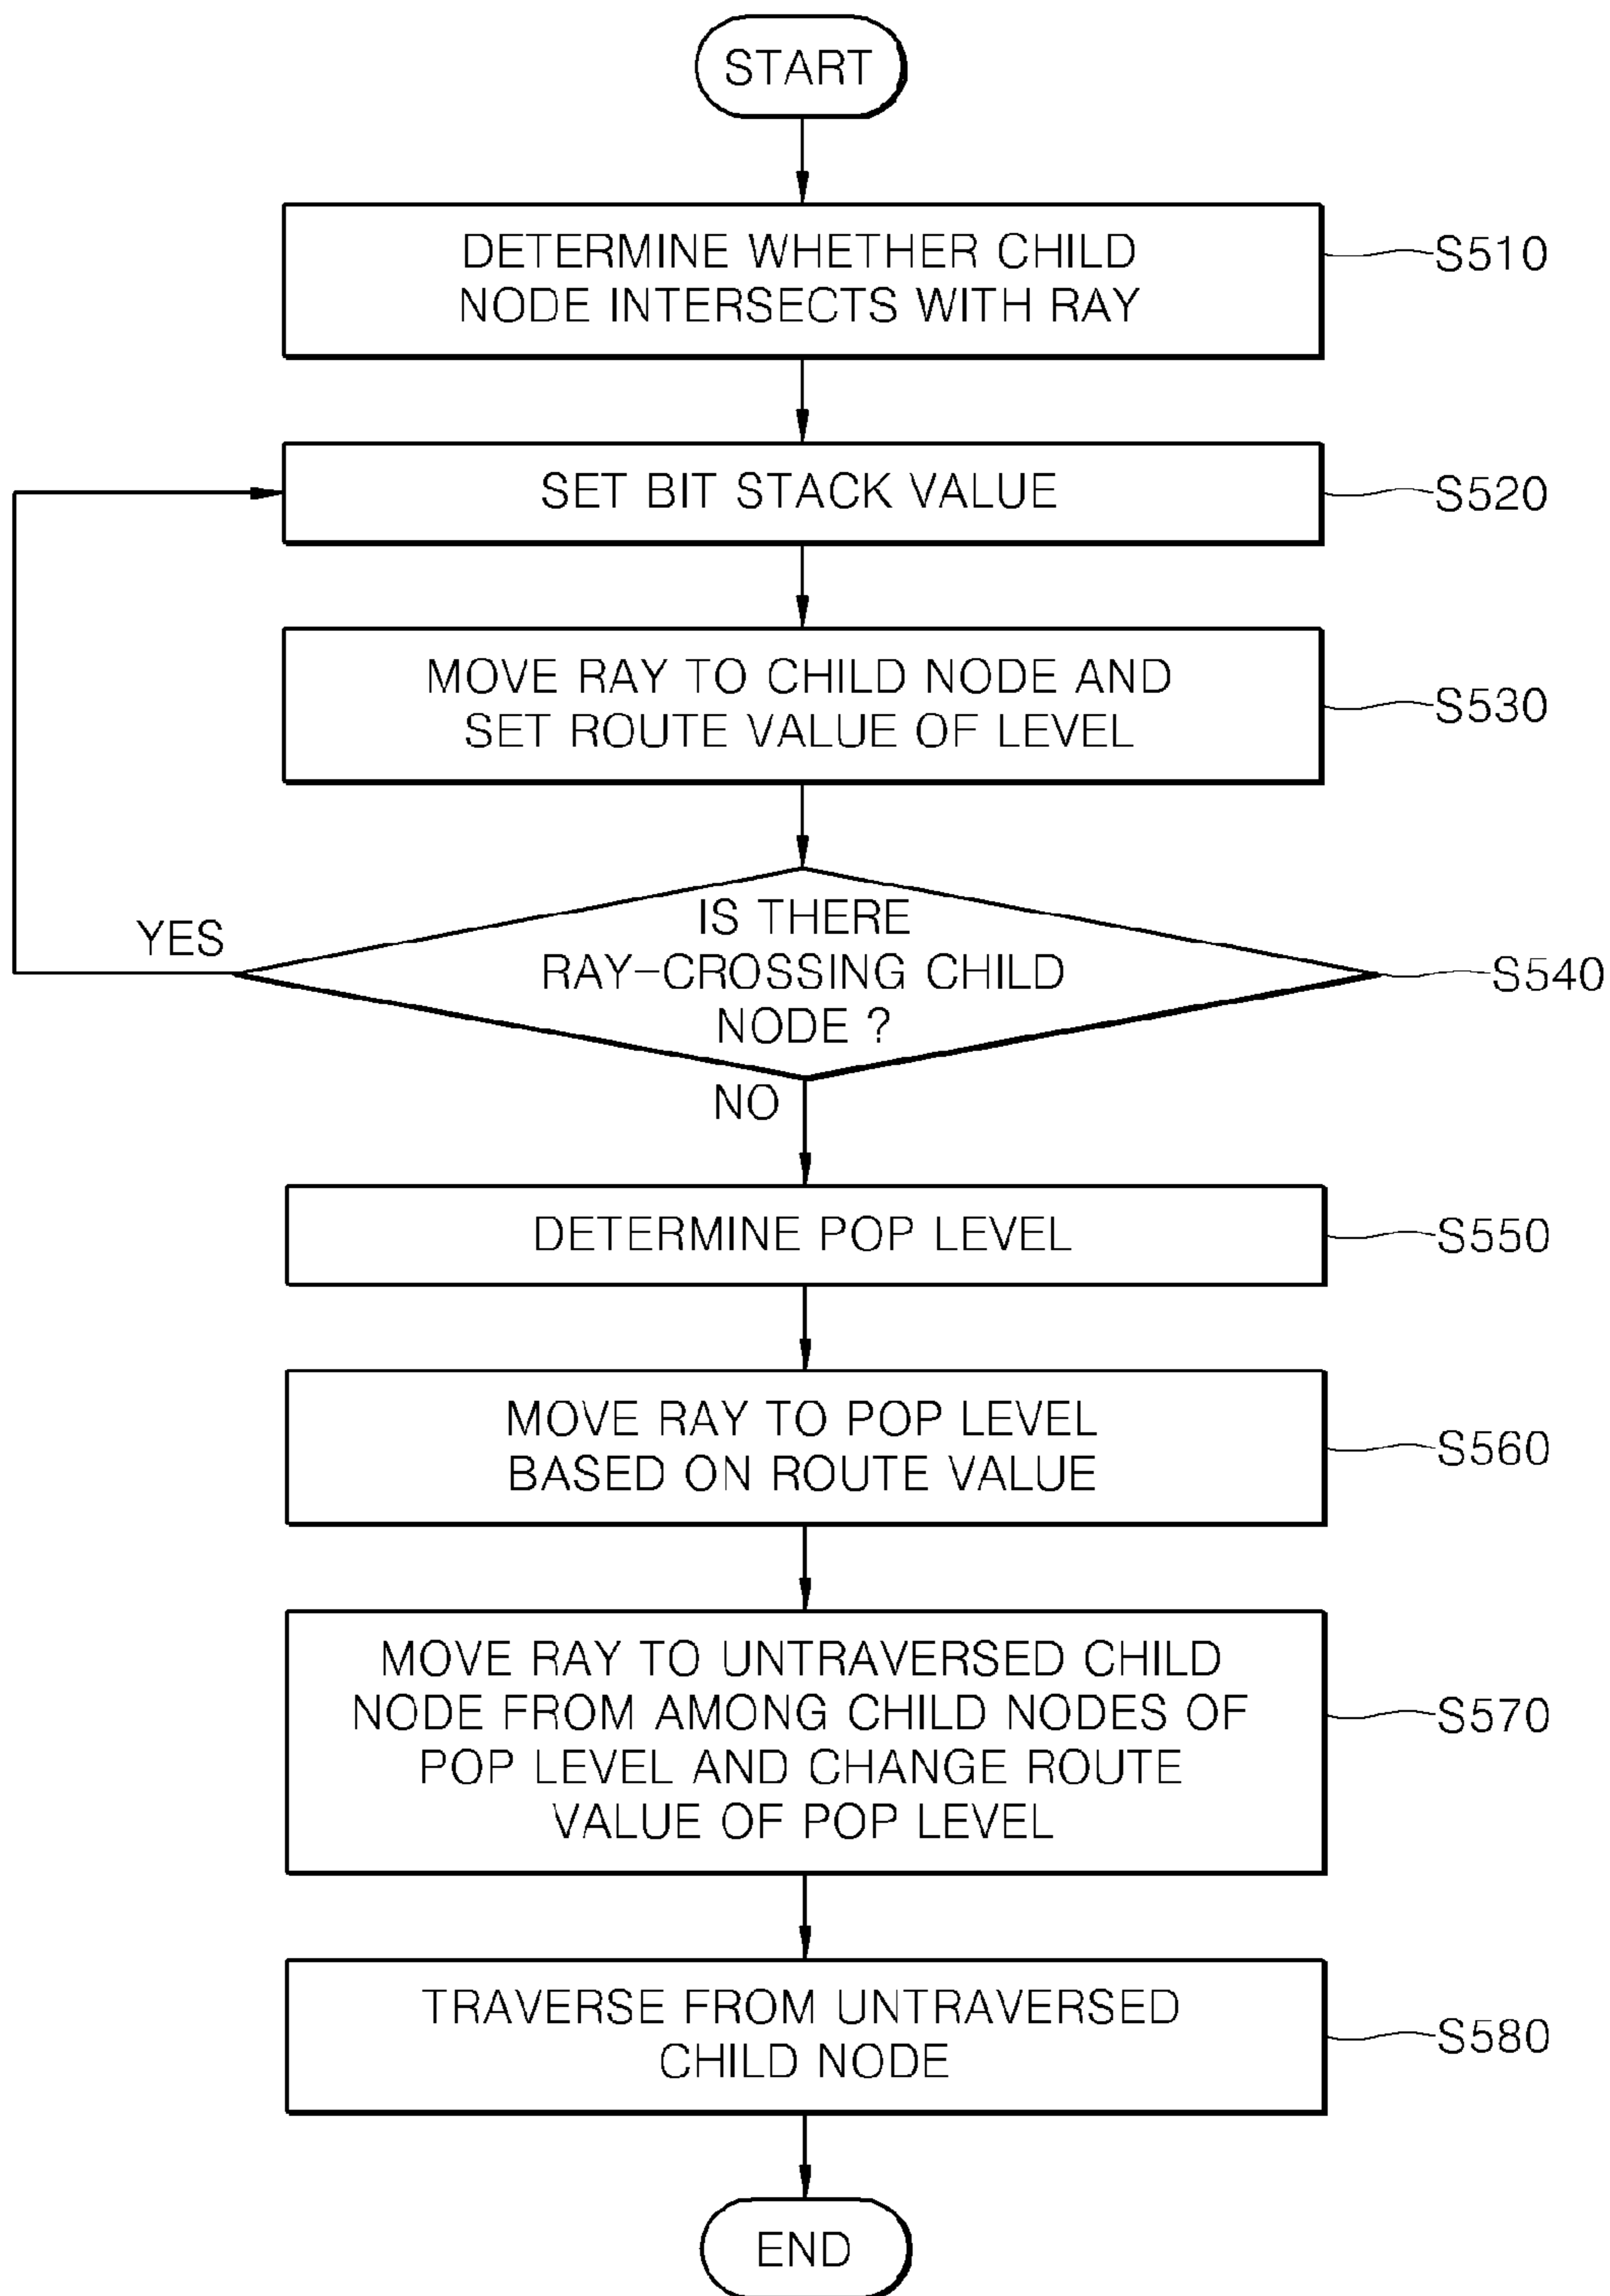 START
DETERMINE WHETHER CHILD
NODE INTERSECTS WITH RAY
S510
SET BIT STACK VALUE
S520
MOVE RAY TO CHILD NODE AND
SET ROUTE VALUE OF LEVEL
S530
IS THERE
RAY-CROSSING CHILD
NODE ?
S540
YES
NO
DETERMINE POP LEVEL
S550
MOVE RAY TO POP LEVEL
BASED ON ROUTE VALUE
S560
MOVE RAY TO UNTRAVERSED CHILD
NODE FROM AMONG CHILD NODES OF
POP LEVEL AND CHANGE ROUTE
VALUE OF POP LEVEL
S570
TRAVERSE FROM UNTRAVERSED
CHILD NODE
S580
END